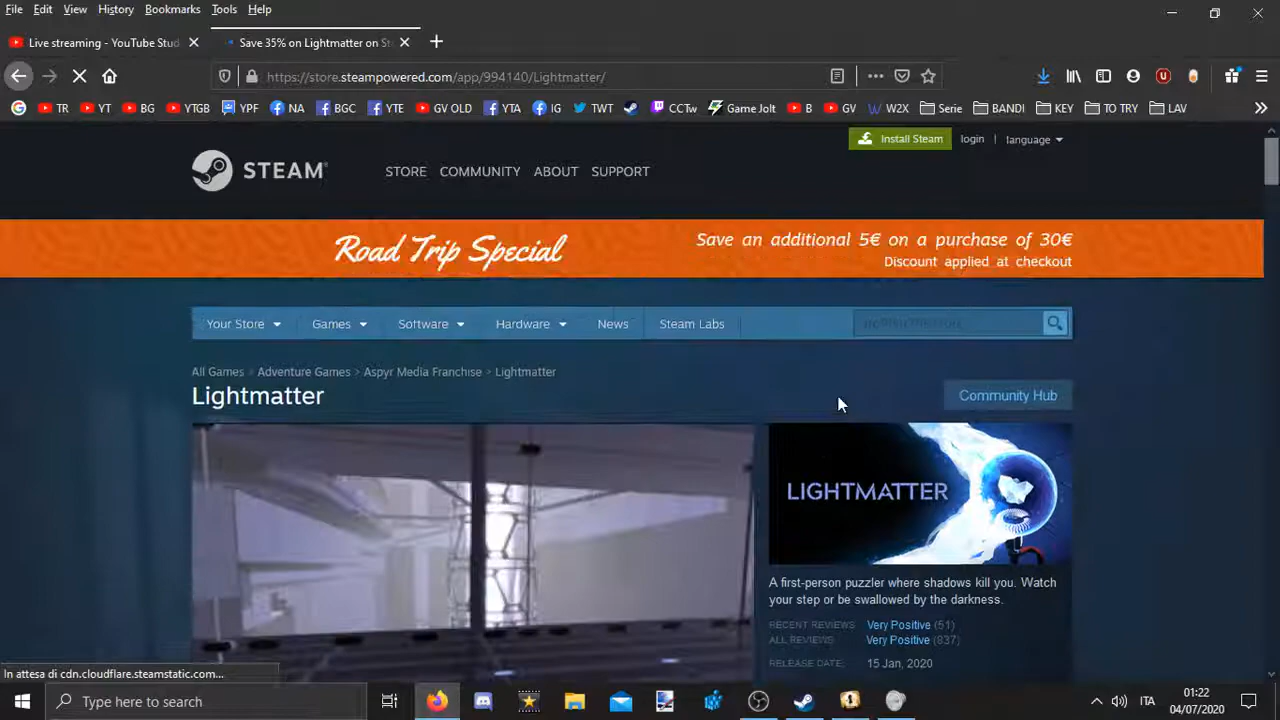 File Edit View History Bookmarks Tools Help
Live streaming - YouTube Stud
Save 35% on Lightmatter on St
https://store.steampowered.com/app/994140/Lightmatter/
TR YT BG YTGB YPF NA BGC YTE GV OLD YTA IG TWT CCTw Game Jolt B GV W2X Serie BANDI KEY TO TRY LAV
Install Steam login | language
STEAM®
STORE COMMUNITY ABOUT SUPPORT
Road Trip Special
Save an additional 5€ on a purchase of 30€
Discount applied at checkout
Your Store Games Software Hardware News Steam Labs
All Games > Adventure Games > Aspyr Media Franchise > Lightmatter
Lightmatter
Community Hub
LIGHTMATTER
A first-person puzzler where shadows kill you. Watch
your step or be swallowed by the darkness.
RECENT REVIEWS: Very Positive (51)
ALL REVIEWS: Very Positive (837)
RELEASE DATE: 15 Jan, 2020
In attesa di cdn.cloudflare.steamstatic.com...
Type here to search
ITA
01:22
04/07/2020